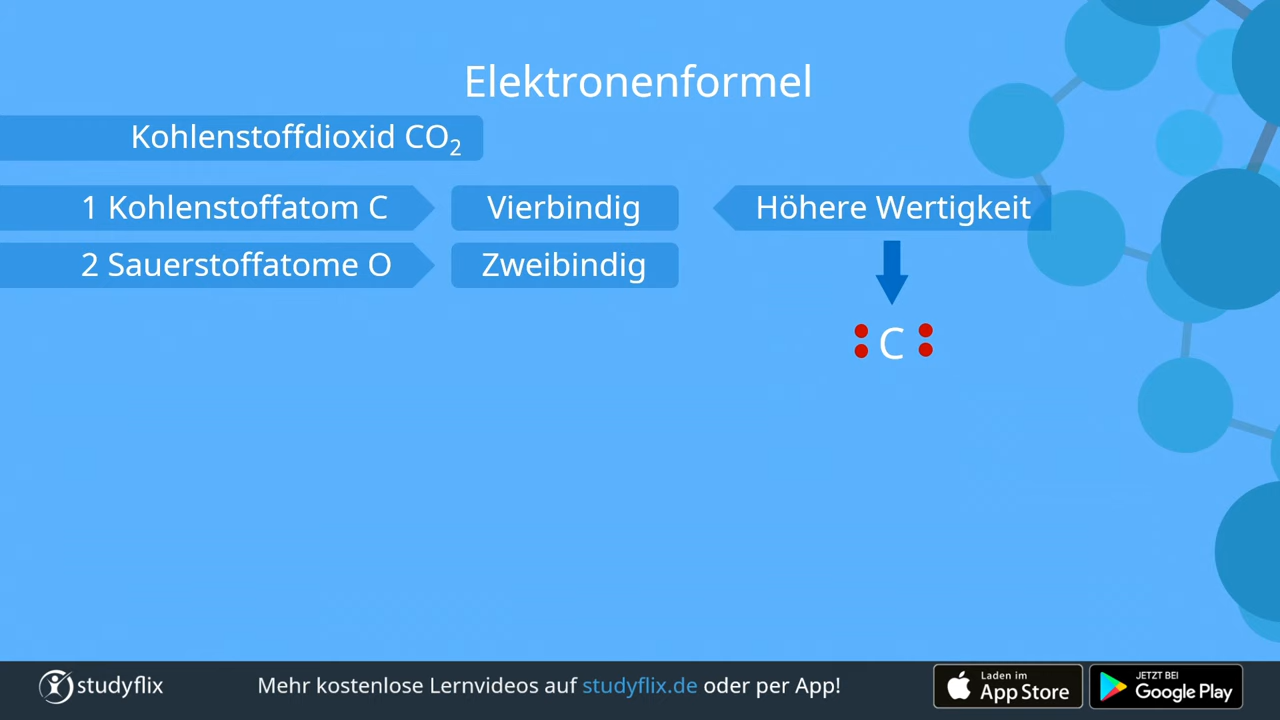 Elektronenformel
Kohlenstoffdioxid CO₂
1 Kohlenstoffatom C
Vierbindig
Höhere Wertigkeit
2 Sauerstoffatome O
Zweibindig
C
studyflix
Mehr kostenlose Lernvideos auf studyflix.de oder per App!
Laden im
App Store
JETZT BEI
Google Play